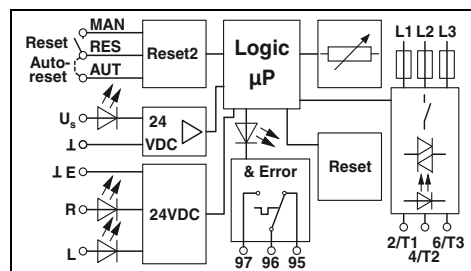 MAN
Reset
RES
Auto-
reset
AUT
Reset2
Logic
µP
L1 L2 L3
Us
24
VDC
⊥
⊥ E
R
L
24VDC
& Error
97 96 95
Reset
2/T1 6/T3
4/T2